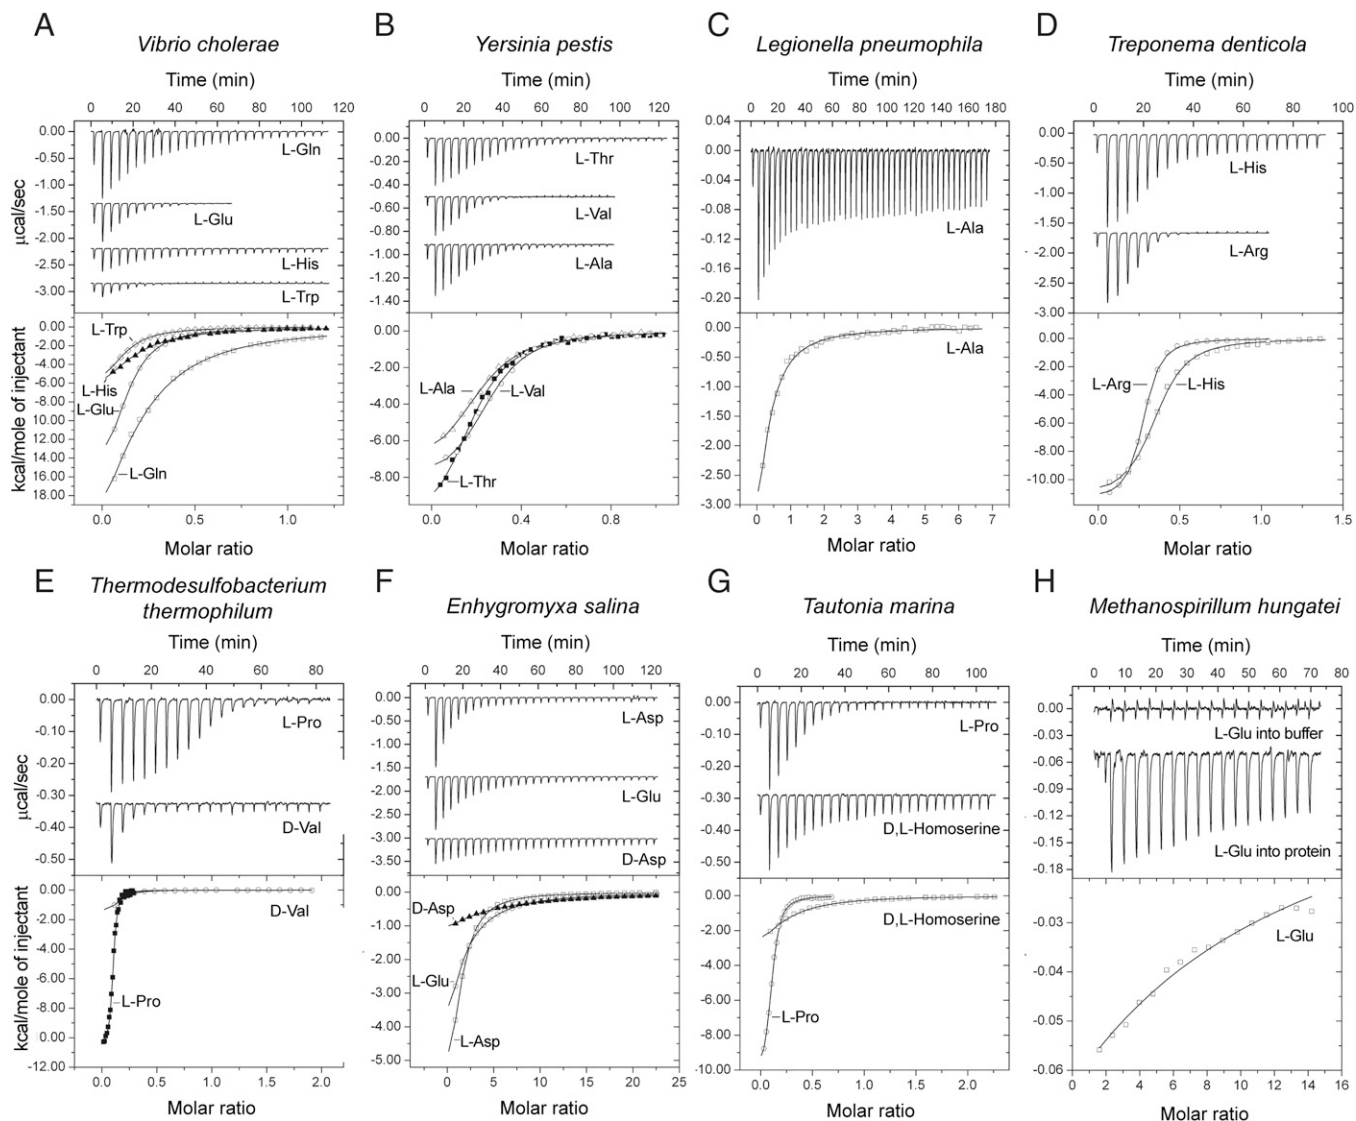 A
Vibrio cholerae
Time (min)
0 20 40 60 80 100 120
0.00
-0.50
-1.00
-1.50
-2.00
-2.50
-3.00
µcal/sec
L-Gln
L-Glu
L-His
L-Trp
0.00
2.00
4.00
6.00
8.00
10.00
12.00
14.00
16.00
18.00
kcal/mole of injectant
L-Trp
L-His
L-Glu
L-Gln
0.0 0.5 1.0
Molar ratio
B
Yersinia pestis
Time (min)
0 20 40 60 80 100 120
0.00
-0.20
-0.40
-0.60
-0.80
-1.00
-1.20
-1.40
L-Thr
L-Val
L-Ala
0.00
-2.00
-4.00
-6.00
-8.00
L-Ala
L-Val
L-Thr
0.0 0.4 0.8
Molar ratio
C
Legionella pneumophila
Time (min)
0 20 40 60 80 100 120 140 160 180
0.04
0.00
-0.04
-0.08
-0.12
-0.16
-0.20
L-Ala
0.00
-0.50
-1.00
-1.50
-2.00
-2.50
-3.00
L-Ala
0 1 2 3 4 5 6 7
Molar ratio
D
Treponema denticola
Time (min)
0 20 40 60 80 100
0.00
-0.50
-1.00
-1.50
-2.00
-2.50
-3.00
L-His
L-Arg
0.00
-2.00
-4.00
-6.00
-8.00
-10.00
L-Arg
L-His
0.0 0.5 1.0 1.5
Molar ratio
E
Thermodesulfobacterium
thermophilum
Time (min)
0 20 40 60 80
0.00
-0.10
-0.20
-0.30
-0.40
-0.50
µcal/sec
L-Pro
D-Val
0.00
-2.00
-4.00
-6.00
-8.00
0.00
-12.00
kcal/mole of injectant
D-Val
L-Pro
0.0 0.5 1.0 1.5 2.0
Molar ratio
F
Enhygromyxa salina
Time (min)
0 20 40 60 80 100 120
0.00
-0.50
-1.00
-1.50
-2.00
-2.50
-3.00
-3.50
L-Asp
L-Glu
D-Asp
0.00
-1.00
-2.00
-3.00
-4.00
-5.00
D-Asp
L-Glu
L-Asp
0 5 10 15 20 25
Molar ratio
G
Tautonia marina
Time (min)
0 20 40 60 80 100
0.00
-0.10
-0.20
-0.30
-0.40
-0.50
L-Pro
D,L-Homoserine
0.00
-2.00
-4.00
-6.00
-8.00
-10.00
D,L-Homoserine
L-Pro
0.0 0.5 1.0 1.5 2.0
Molar ratio
H
Methanospirillum hungatei
Time (min)
0 10 20 30 40 50 60 70 80
0.00
-0.03
-0.06
-0.09
-0.12
-0.15
-0.18
L-Glu into buffer
L-Glu into protein
-0.03
-0.04
-0.05
-0.06
L-Glu
0 2 4 6 8 10 12 14 16
Molar ratio